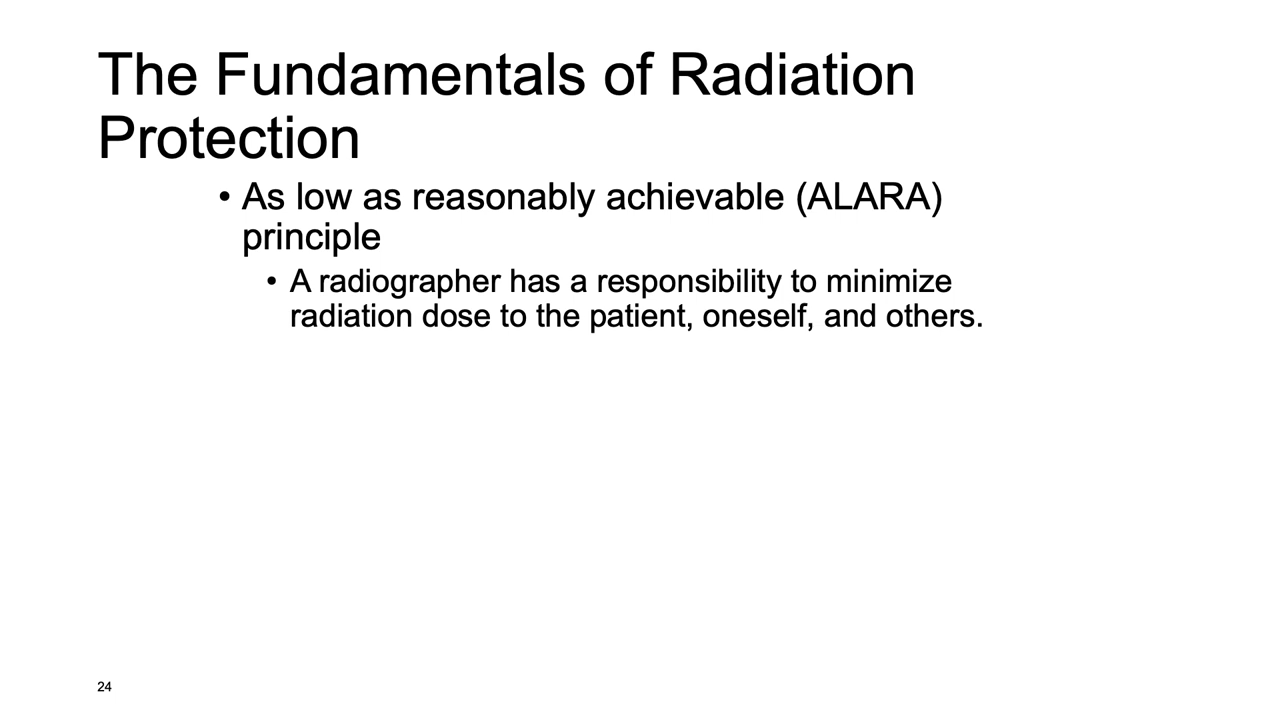 The Fundamentals of Radiation
Protection
• As low as reasonably achievable (ALARA)
principle
• A radiographer has a responsibility to minimize
radiation dose to the patient, oneself, and others.
24